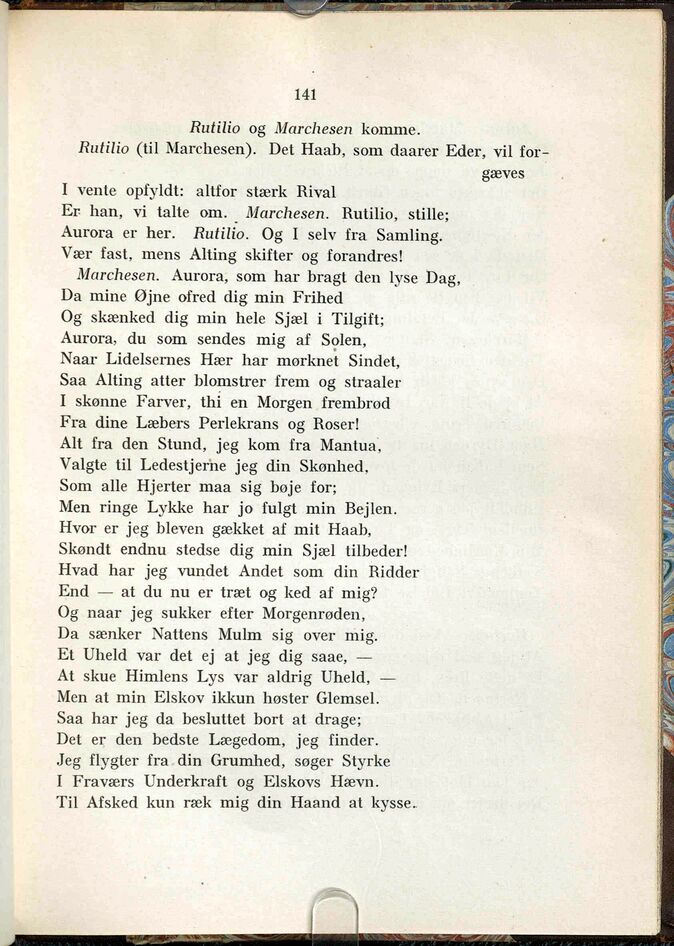 141
Rutilio og Marchesen komme.
Rutilio (til Marchesen). Det Haab, som daarer Eder, vil for-
gæves
I vente opfyldt: altfor stærk Rival
Er han, vi talte om. Marchesen. Rutilio, stille;
Aurora er her. Rutilio. Og I selv fra Samling.
Vær fast, mens Alting skifter og forandres!
Marchesen. Aurora, som har bragt den lyse Dag,
Da mine Øjne ofred dig min Frihed
Og skænked dig min hele Sjæl i Tilgift;
Aurora, du som sendes mig af Solen,
Naar Lidelsernes Hær har mørknet Sindet,
Saa Alting atter blomstrer frem og straaler
I skønne Farver, thi en Morgen frembrød
Fra dine Læbers Perlekrans og Roser!
Alt fra den Stund, jeg kom fra Mantua,
Valgte til Ledestjerne jeg din Skønhed,
Som alle Hjerter maa sig bøje for;
Men ringe Lykke har jo fulgt min Bejlen.
Hvor er jeg bleven gækket af mit Haab,
Skøndt endnu stedse dig min Sjæl tilbeder!
Hvad har jeg vundet Andet som din Ridder
End — at du nu er træt og ked af mig?
Og naar jeg sukker efter Morgenrøden,
Da sænker Nattens Mulm sig over mig.
Et Uheld var det ej at jeg dig saae, —
At skue Himlens Lys var aldrig Uheld, —
Men at min Elskov ikkun høster Glemsel.
Saa har jeg da besluttet bort at drage;
Det er den bedste Lægedom, jeg finder.
Jeg flygter fra din Grumhed, søger Styrke
I Fraværs Underkraft og Elskovs Hævn.
Til Afsked kun ræk mig din Haand at kysse.